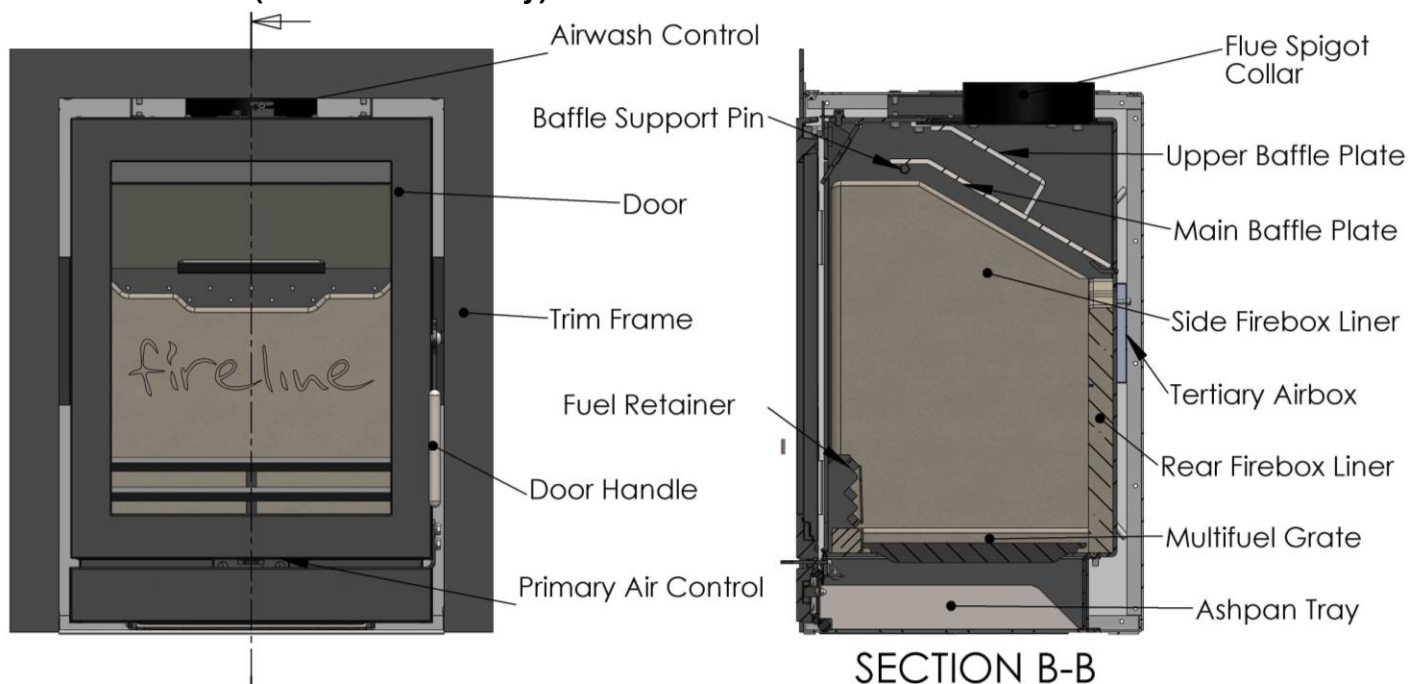 Airwash Control
Baffle Support Pin
Door
Trim Frame
Fuel Retainer
Door Handle
Primary Air Control
fireline
Flue Spigot
Collar
Upper Baffle Plate
Main Baffle Plate
Side Firebox Liner
Tertiary Airbox
Rear Firebox Liner
Multifuel Grate
Ashpan Tray
SECTION B-B